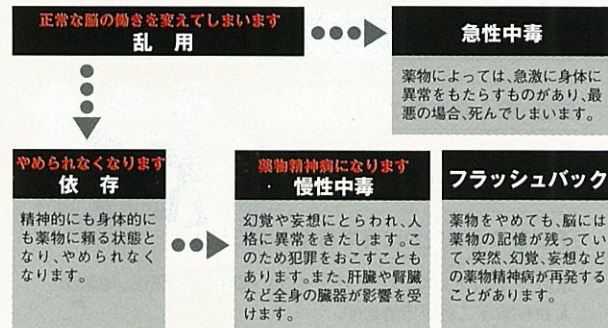 正常な脳の働きを変えてしまいます
乱用
急性中毒
薬物によっては、急激に身体に
異常をもたらすものがあり、最
悪の場合、死んでしまいます。
やめられなくなります
依存
精神的にも身体的に
も薬物に頼る状態と
なり、やめられなく
なります。
薬物精神病になります
慢性中毒
幻覚や妄想にとらわれ、人
格に異常をきたします。こ
のため犯罪をおこすことも
あります。また、肝臓や腎臓
など全身の臓器が影響を受
けます。
フラッシュバック
薬物をやめても、脳には
薬物の記憶が残ってい
て、突然、幻覚、妄想など
の薬物精神病が再発する
ことがあります。